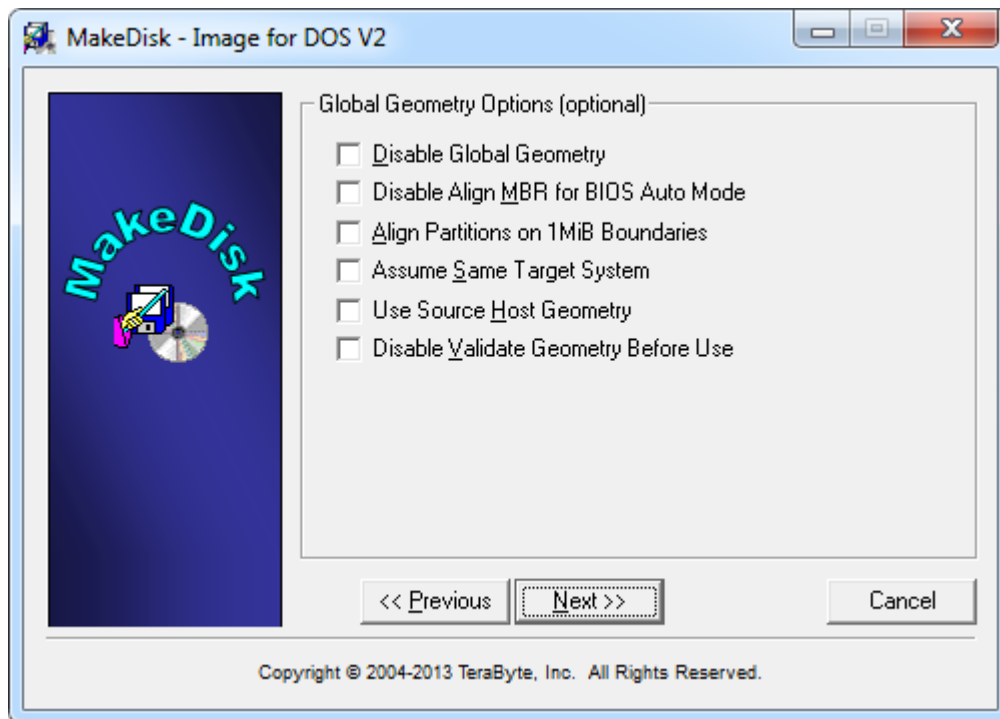 MakeDisk - Image for DOS V2
MakeDisk
Global Geometry Options (optional)
Disable Global Geometry
Disable Align MBR for BIOS Auto Mode
Align Partitions on 1MiB Boundaries
Assume Same Target System
Use Source Host Geometry
Disable Validate Geometry Before Use
<< Previous
Next >>
Cancel
Copyright © 2004-2013 TeraByte, Inc. All Rights Reserved.